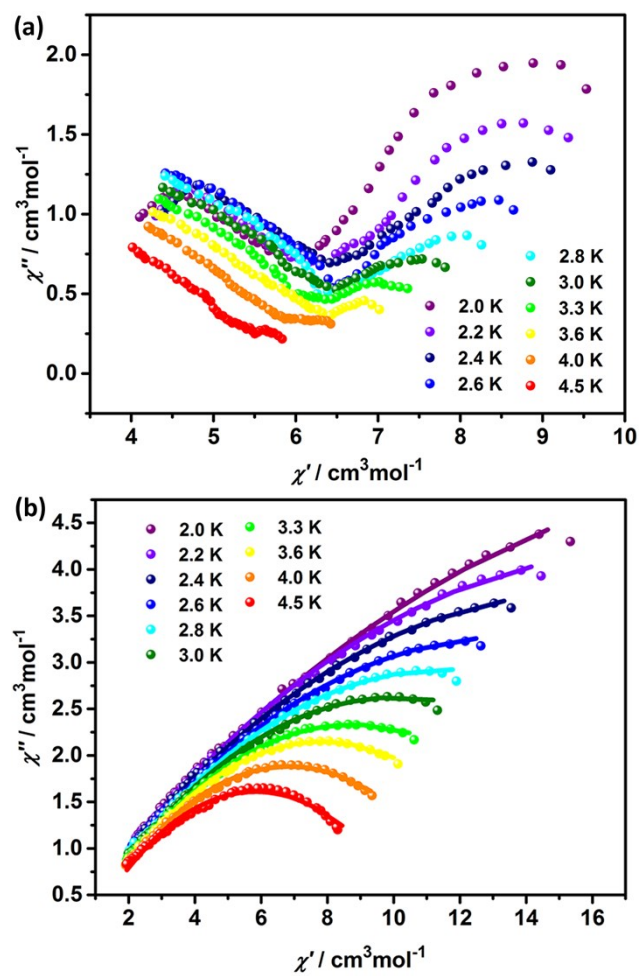 (a)
2.0
1.5
1.0
0.5
0.0
χ″ / cm³mol⁻¹
2.8 K
3.0 K
2.0 K 3.3 K
2.2 K 3.6 K
2.4 K 4.0 K
2.6 K 4.5 K
4 5 6 7 8 9 10
χ′ / cm³mol⁻¹
(b)
4.5
4.0
3.5
3.0
2.5
2.0
1.5
1.0
0.5
χ″ / cm³mol⁻¹
2.0 K 3.3 K
2.2 K 3.6 K
2.4 K 4.0 K
2.6 K 4.5 K
2.8 K
3.0 K
2 4 6 8 10 12 14 16
χ′ / cm³mol⁻¹